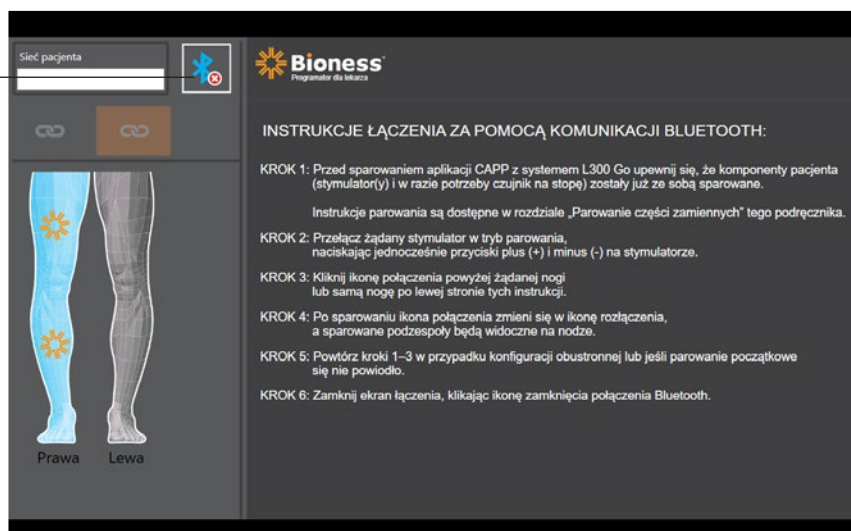 Sieć pacjenta
Bioness
Programator dla lekarza
INSTRUKCJE ŁĄCZENIA ZA POMOCĄ KOMUNIKACJI BLUETOOTH:
KROK 1: Przed sparowaniem aplikacji CAPP z systemem L300 Go upewnij się, że komponenty pacjenta
(stymulator(y) i w razie potrzeby czujnik na stopę) zostały już ze sobą sparowane.
Instrukcje parowania są dostępne w rozdziale „Parowanie części zamiennych” tego podręcznika.
KROK 2: Przełącz żądany stymulator w tryb parowania,
naciskając jednocześnie przyciski plus (+) i minus (-) na stymulatorze.
KROK 3: Kliknij ikonę połączenia powyżej żądanej nogi
lub samą nogę po lewej stronie tych instrukcji.
KROK 4: Po sparowaniu ikona połączenia zmieni się w ikonę rozłączenia,
a sparowane podzespoły będą widoczne na nodze.
KROK 5: Powtórz kroki 1–3 w przypadku konfiguracji obustronnej lub jeśli parowanie początkowe
się nie powiodło.
KROK 6: Zamknij ekran łączenia, klikając ikonę zamknięcia połączenia Bluetooth.
Prawa Lewa